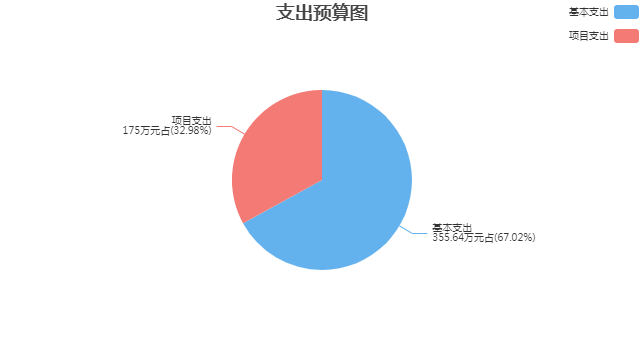 支出预算图
基本支出
项目支出
项目支出
175万元占(32.98%)
基本支出
355.64万元占(67.02%)